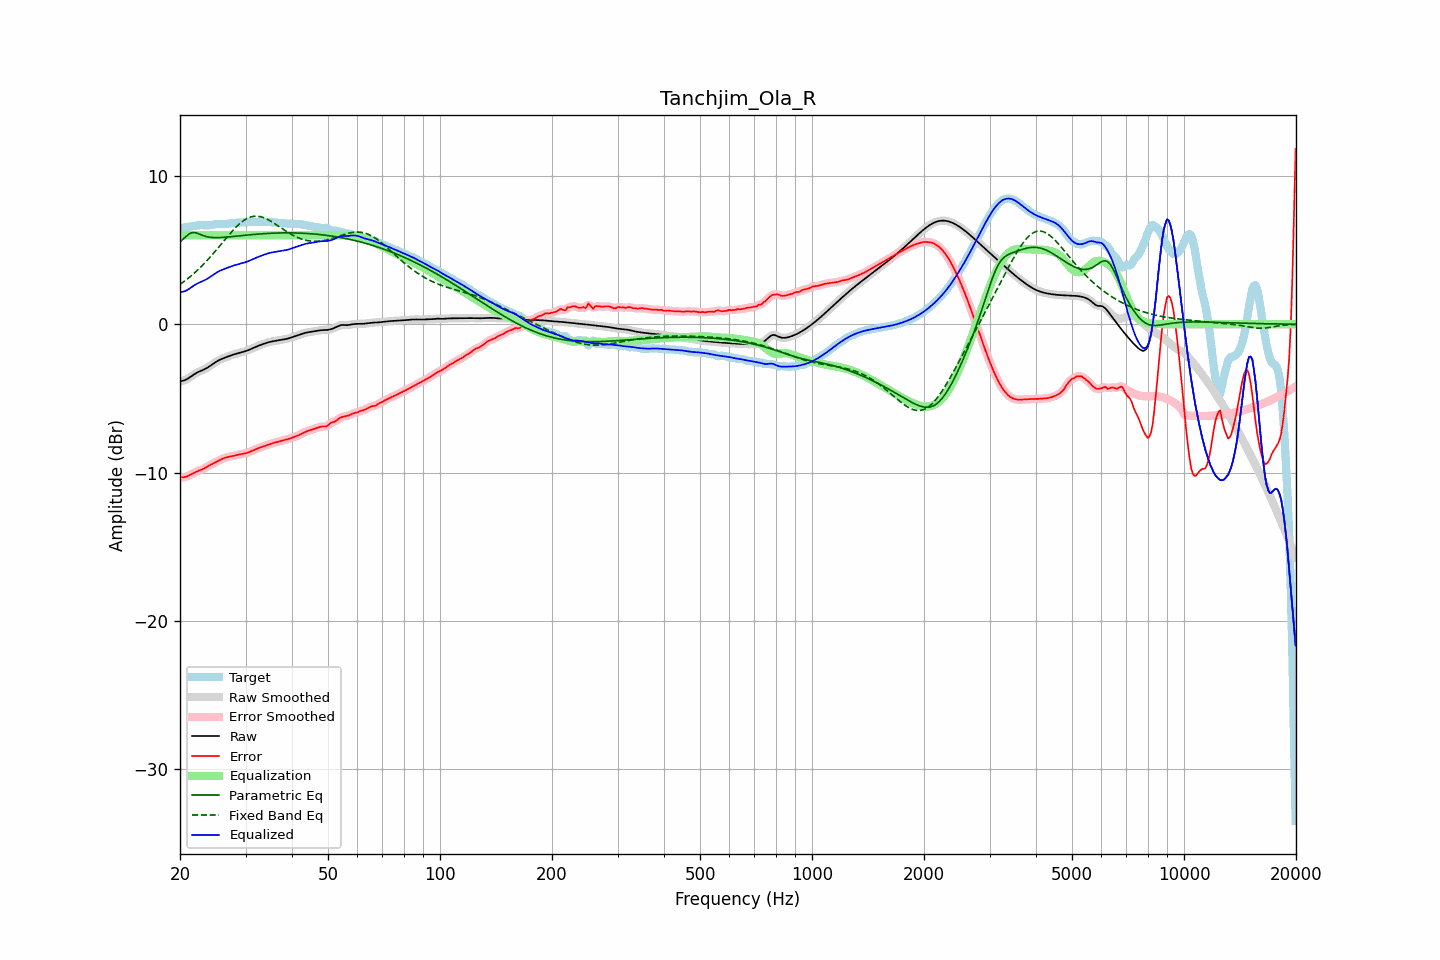 Tanchjim_Ola_R
10
0
−10
−20
−30
Amplitude (dBr)
20
50
100
200
500
1000
2000
5000
10000
20000
Frequency (Hz)
Target
Raw Smoothed
Error Smoothed
Raw
Error
Equalization
Parametric Eq
Fixed Band Eq
Equalized